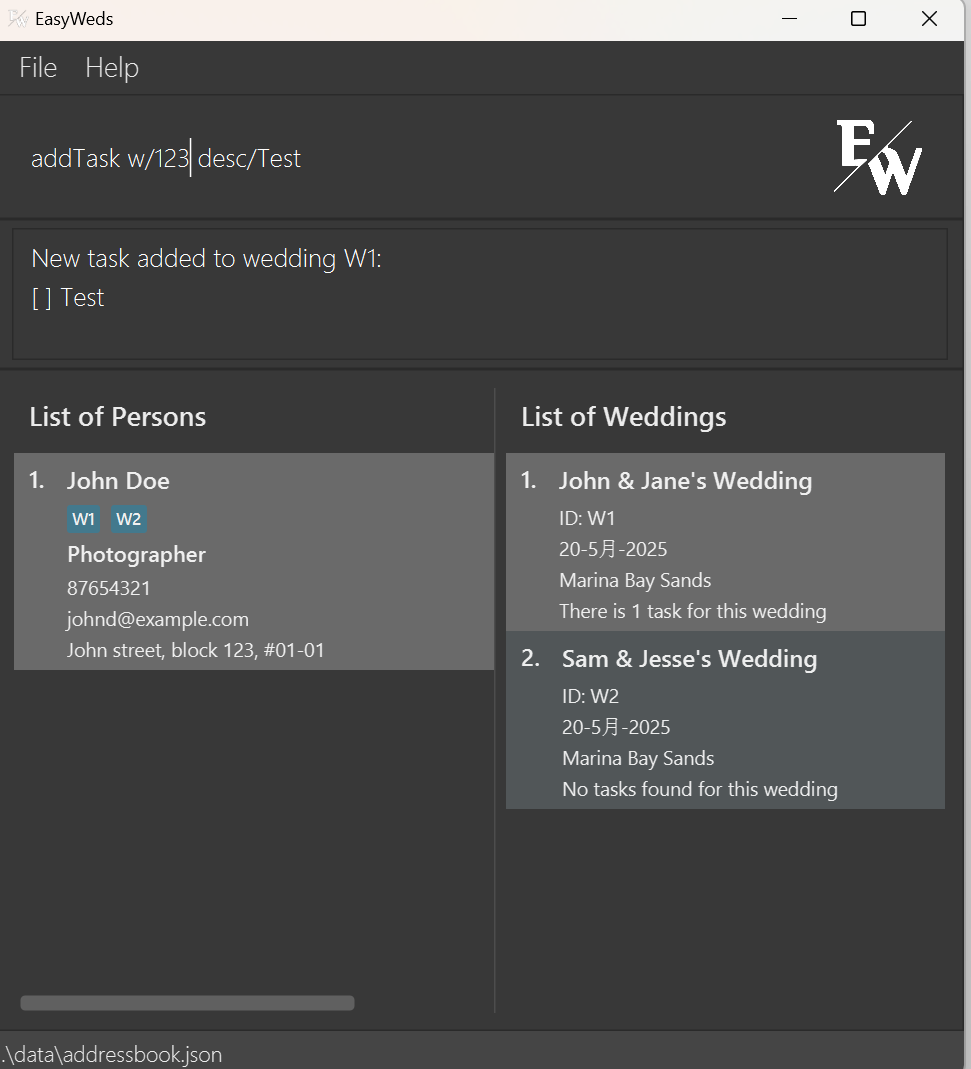 EasyWeds
File Help
addTask w/123 desc/Test
EW
New task added to wedding W1:
[ ] Test
List of Persons
1. John Doe
W1 W2
Photographer
87654321
johnd@example.com
John street, block 123, #01-01
List of Weddings
1. John & Jane's Wedding
ID: W1
20-5月-2025
Marina Bay Sands
There is 1 task for this wedding
2. Sam & Jesse's Wedding
ID: W2
20-5月-2025
Marina Bay Sands
No tasks found for this wedding
.\data\addressbook.json